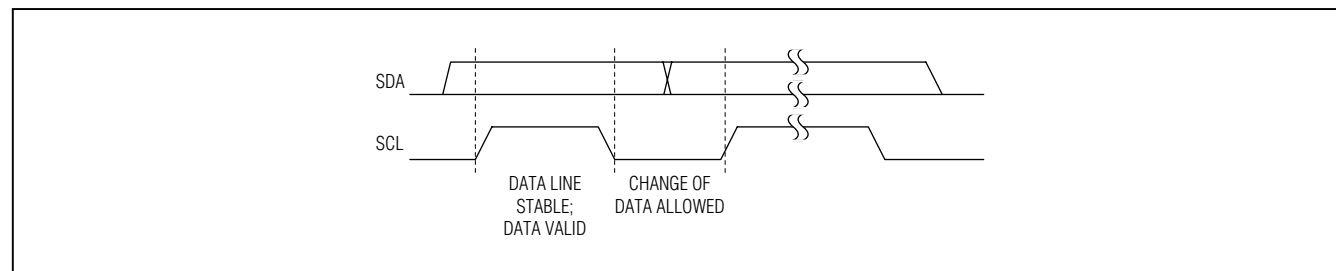 SDA
SCL
DATA LINE
STABLE;
DATA VALID
CHANGE OF
DATA ALLOWED